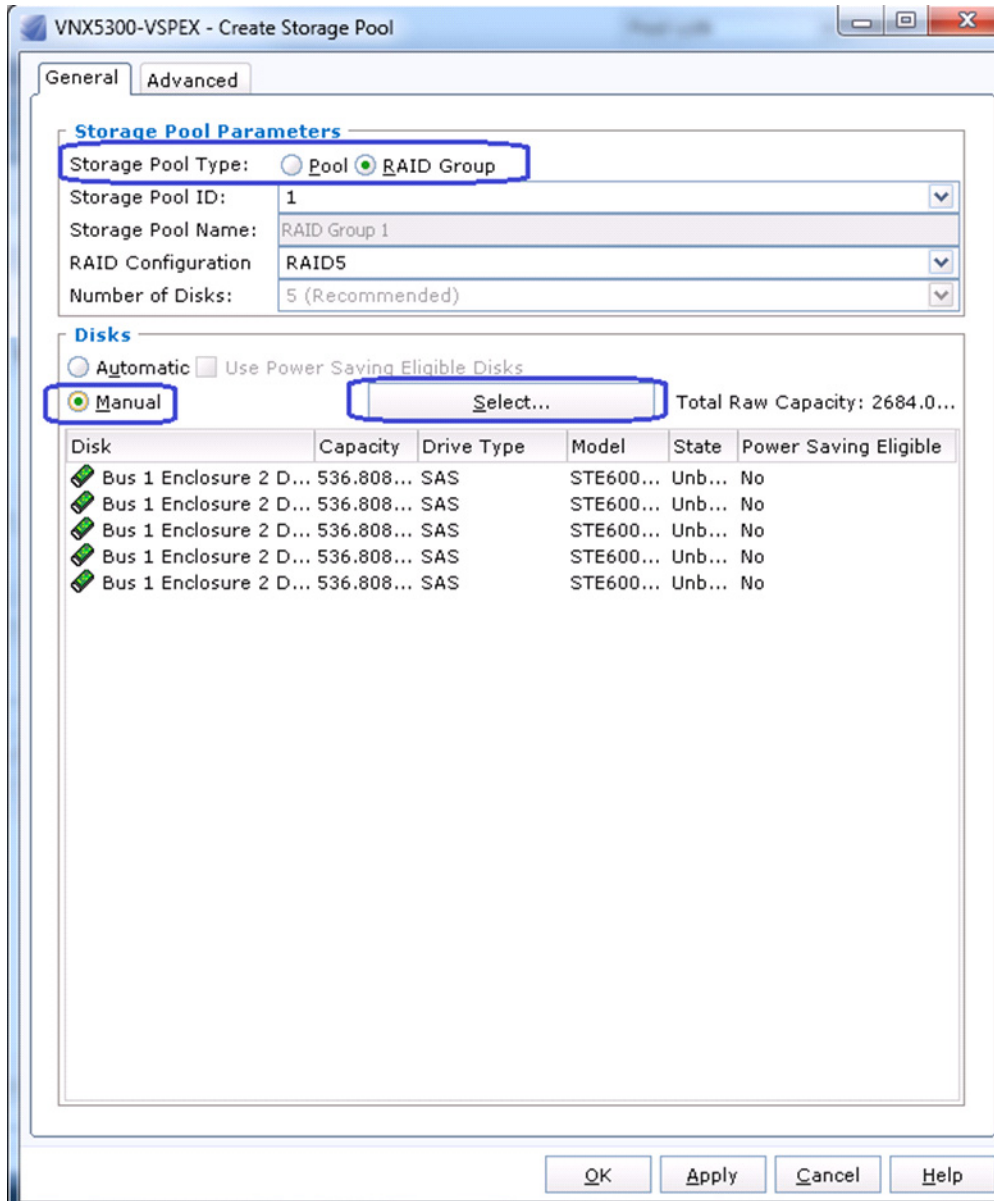 VNX5300-VSPEX - Create Storage Pool
General Advanced
Storage Pool Parameters
Storage Pool Type: Pool RAID Group
Storage Pool ID: 1
Storage Pool Name: RAID Group 1
RAID Configuration RAID5
Number of Disks: 5 (Recommended)
Disks
Automatic Use Power Saving Eligible Disks
Manual Select... Total Raw Capacity: 2684.0...
Disk Capacity Drive Type Model State Power Saving Eligible
Bus 1 Enclosure 2 D... 536.808... SAS STE600... Unb... No
Bus 1 Enclosure 2 D... 536.808... SAS STE600... Unb... No
Bus 1 Enclosure 2 D... 536.808... SAS STE600... Unb... No
Bus 1 Enclosure 2 D... 536.808... SAS STE600... Unb... No
Bus 1 Enclosure 2 D... 536.808... SAS STE600... Unb... No
OK Apply Cancel Help